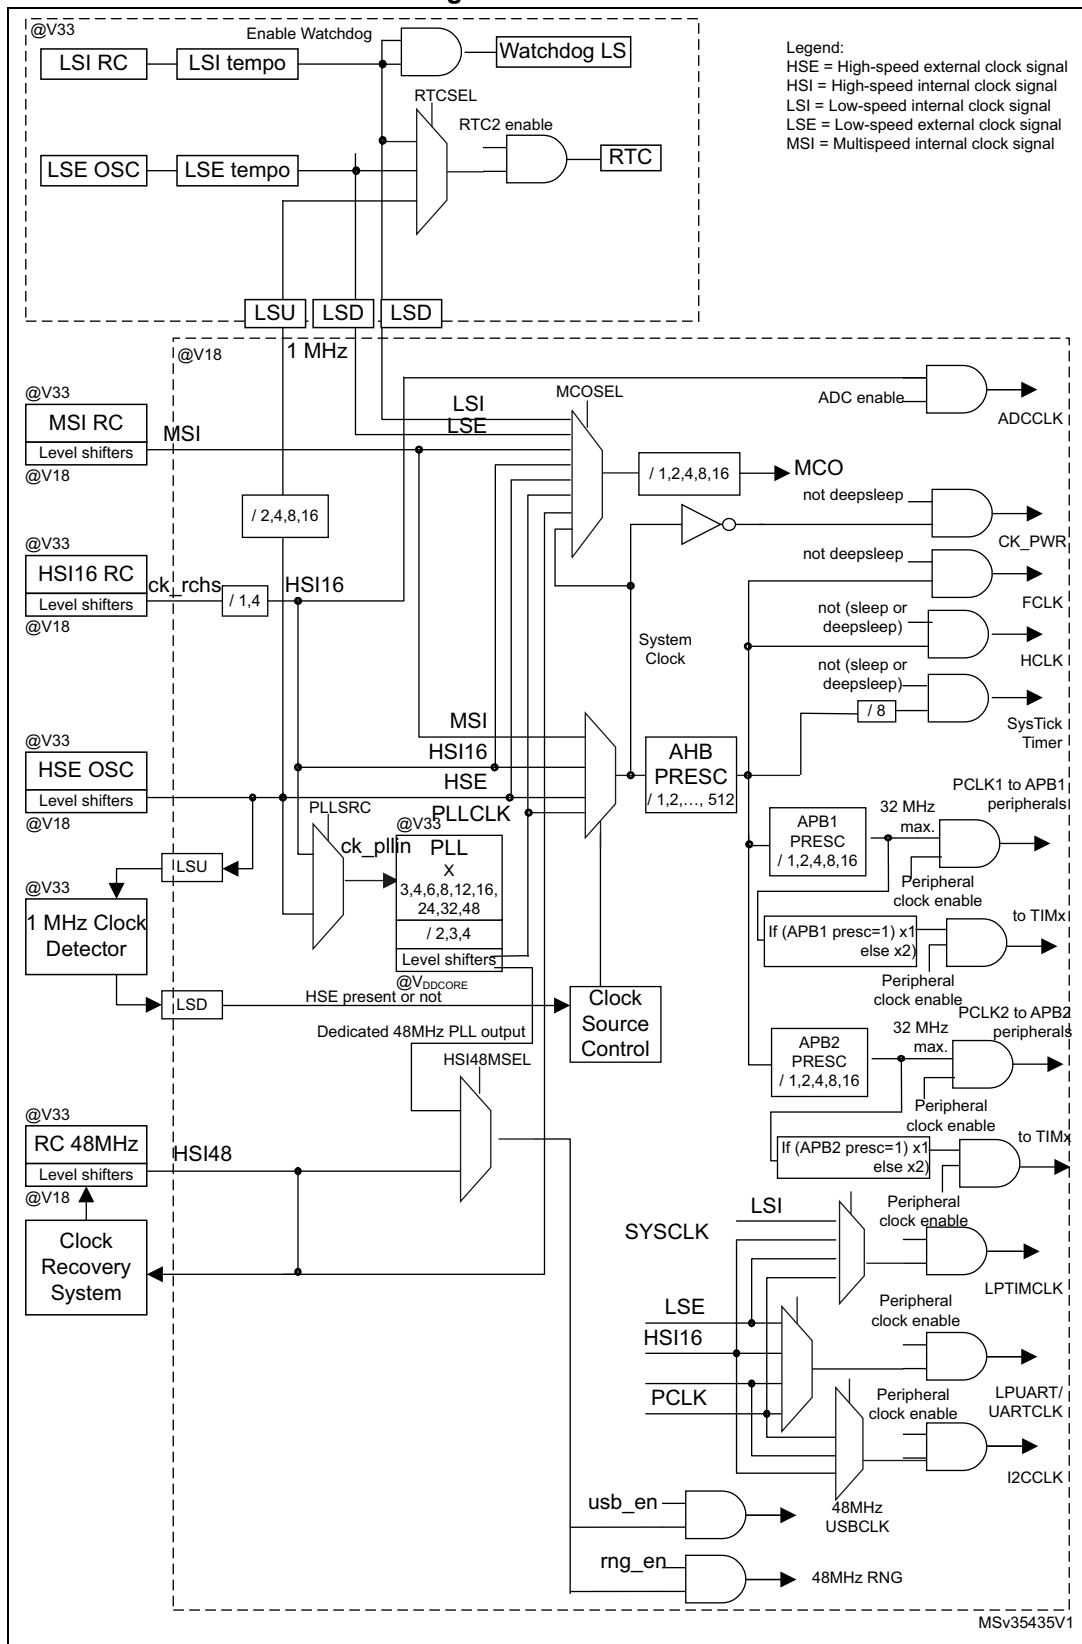 @V33
Enable Watchdog
LSI RC
LSI tempo
Watchdog LS
Legend:
HSE = High-speed external clock signal
HSI = High-speed internal clock signal
LSI = Low-speed internal clock signal
LSE = Low-speed external clock signal
MSI = Multispeed internal clock signal
RTCSEL
RTC2 enable
LSE OSC
LSE tempo
RTC
LSU
LSD
LSD
1 MHz
@V18
@V33
MSI RC
Level shifters
@V18
MSI
LSI
LSE
MCOSEL
ADC enable
ADCCLK
/ 1,2,4,8,16
MCO
/ 2,4,8,16
not deepsleep
CK_PWR
@V33
HSI16 RC
Level shifters
@V18
ck_rchs
/ 1,4
HSI16
not deepsleep
FCLK
System
Clock
not (sleep or
deepsleep)
HCLK
not (sleep or
deepsleep)
/ 8
SysTick
Timer
@V33
HSE OSC
Level shifters
@V18
MSI
HSI16
HSE
PLLCLK
AHB
PRESC
/ 1,2,..., 512
PLLSRC
ck_pllin
@V33
PLL
X
3,4,6,8,12,16,
24,32,48
/ 2,3,4
Level shifters
@VDDCORE
APB1
PRESC
/ 1,2,4,8,16
32 MHz
max.
PCLK1 to APB1
peripherals
Peripheral
clock enable
LSU
@V33
1 MHz Clock
Detector
LSD
HSE present or not
Clock
Source
Control
If (APB1 presc=1) x1
else x2)
to TIMx
Peripheral
clock enable
Dedicated 48MHz PLL output
HSI48MSEL
APB2
PRESC
/ 1,2,4,8,16
32 MHz
max.
PCLK2 to APB2
peripherals
Peripheral
clock enable
@V33
RC 48MHz
Level shifters
@V18
HSI48
If (APB2 presc=1) x1
else x2)
to TIMx
Peripheral
clock enable
Clock
Recovery
System
LSI
SYSCLK
LPTIMCLK
LSE
HSI16
PCLK
Peripheral
clock enable
LPUART/
UARTCLK
Peripheral
clock enable
I2CCLK
usb_en
48MHz
USBCLK
rng_en
48MHz RNG
MSv35435V1